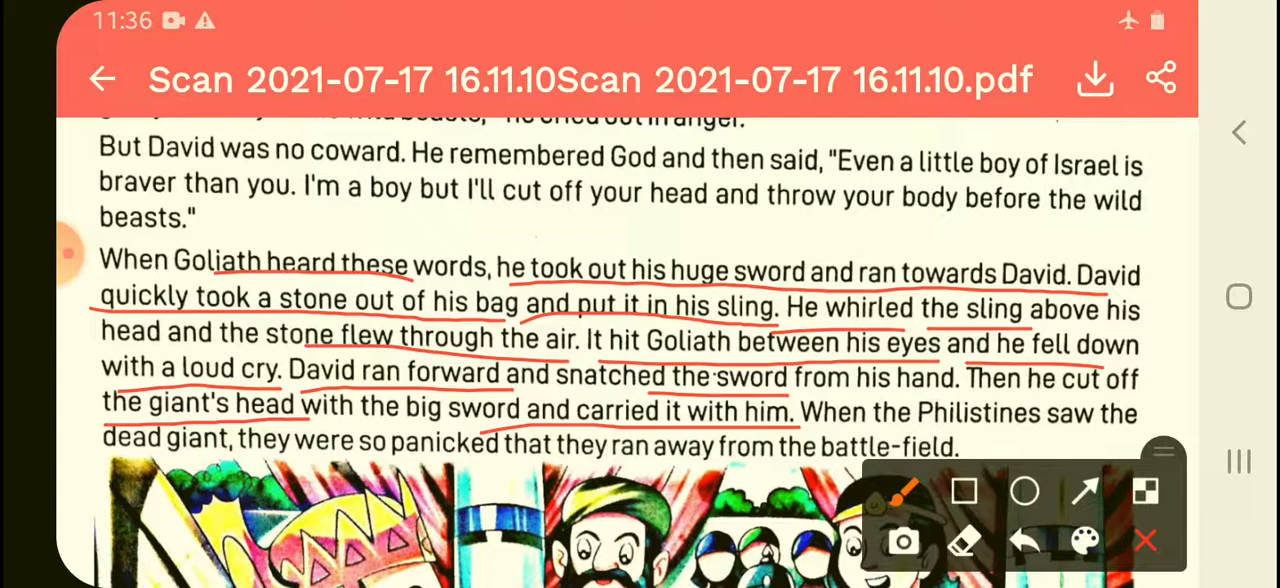 11:36
Scan 2021-07-17 16.11.10Scan 2021-07-17 16.11.10.pdf
he cried out in anger.
But David was no coward. He remembered God and then said, "Even a little boy of Israel is
braver than you. I'm a boy but I'll cut off your head and throw your body before the wild
beasts."
When Goliath heard these words, he took out his huge sword and ran towards David. David
quickly took a stone out of his bag and put it in his sling. He whirled the sling above his
head and the stone flew through the air. It hit Goliath between his eyes and he fell down
with a loud cry. David ran forward and snatched the sword from his hand. Then he cut off
the giant's head with the big sword and carried it with him. When the Philistines saw the
dead giant, they were so panicked that they ran away from the battle-field.